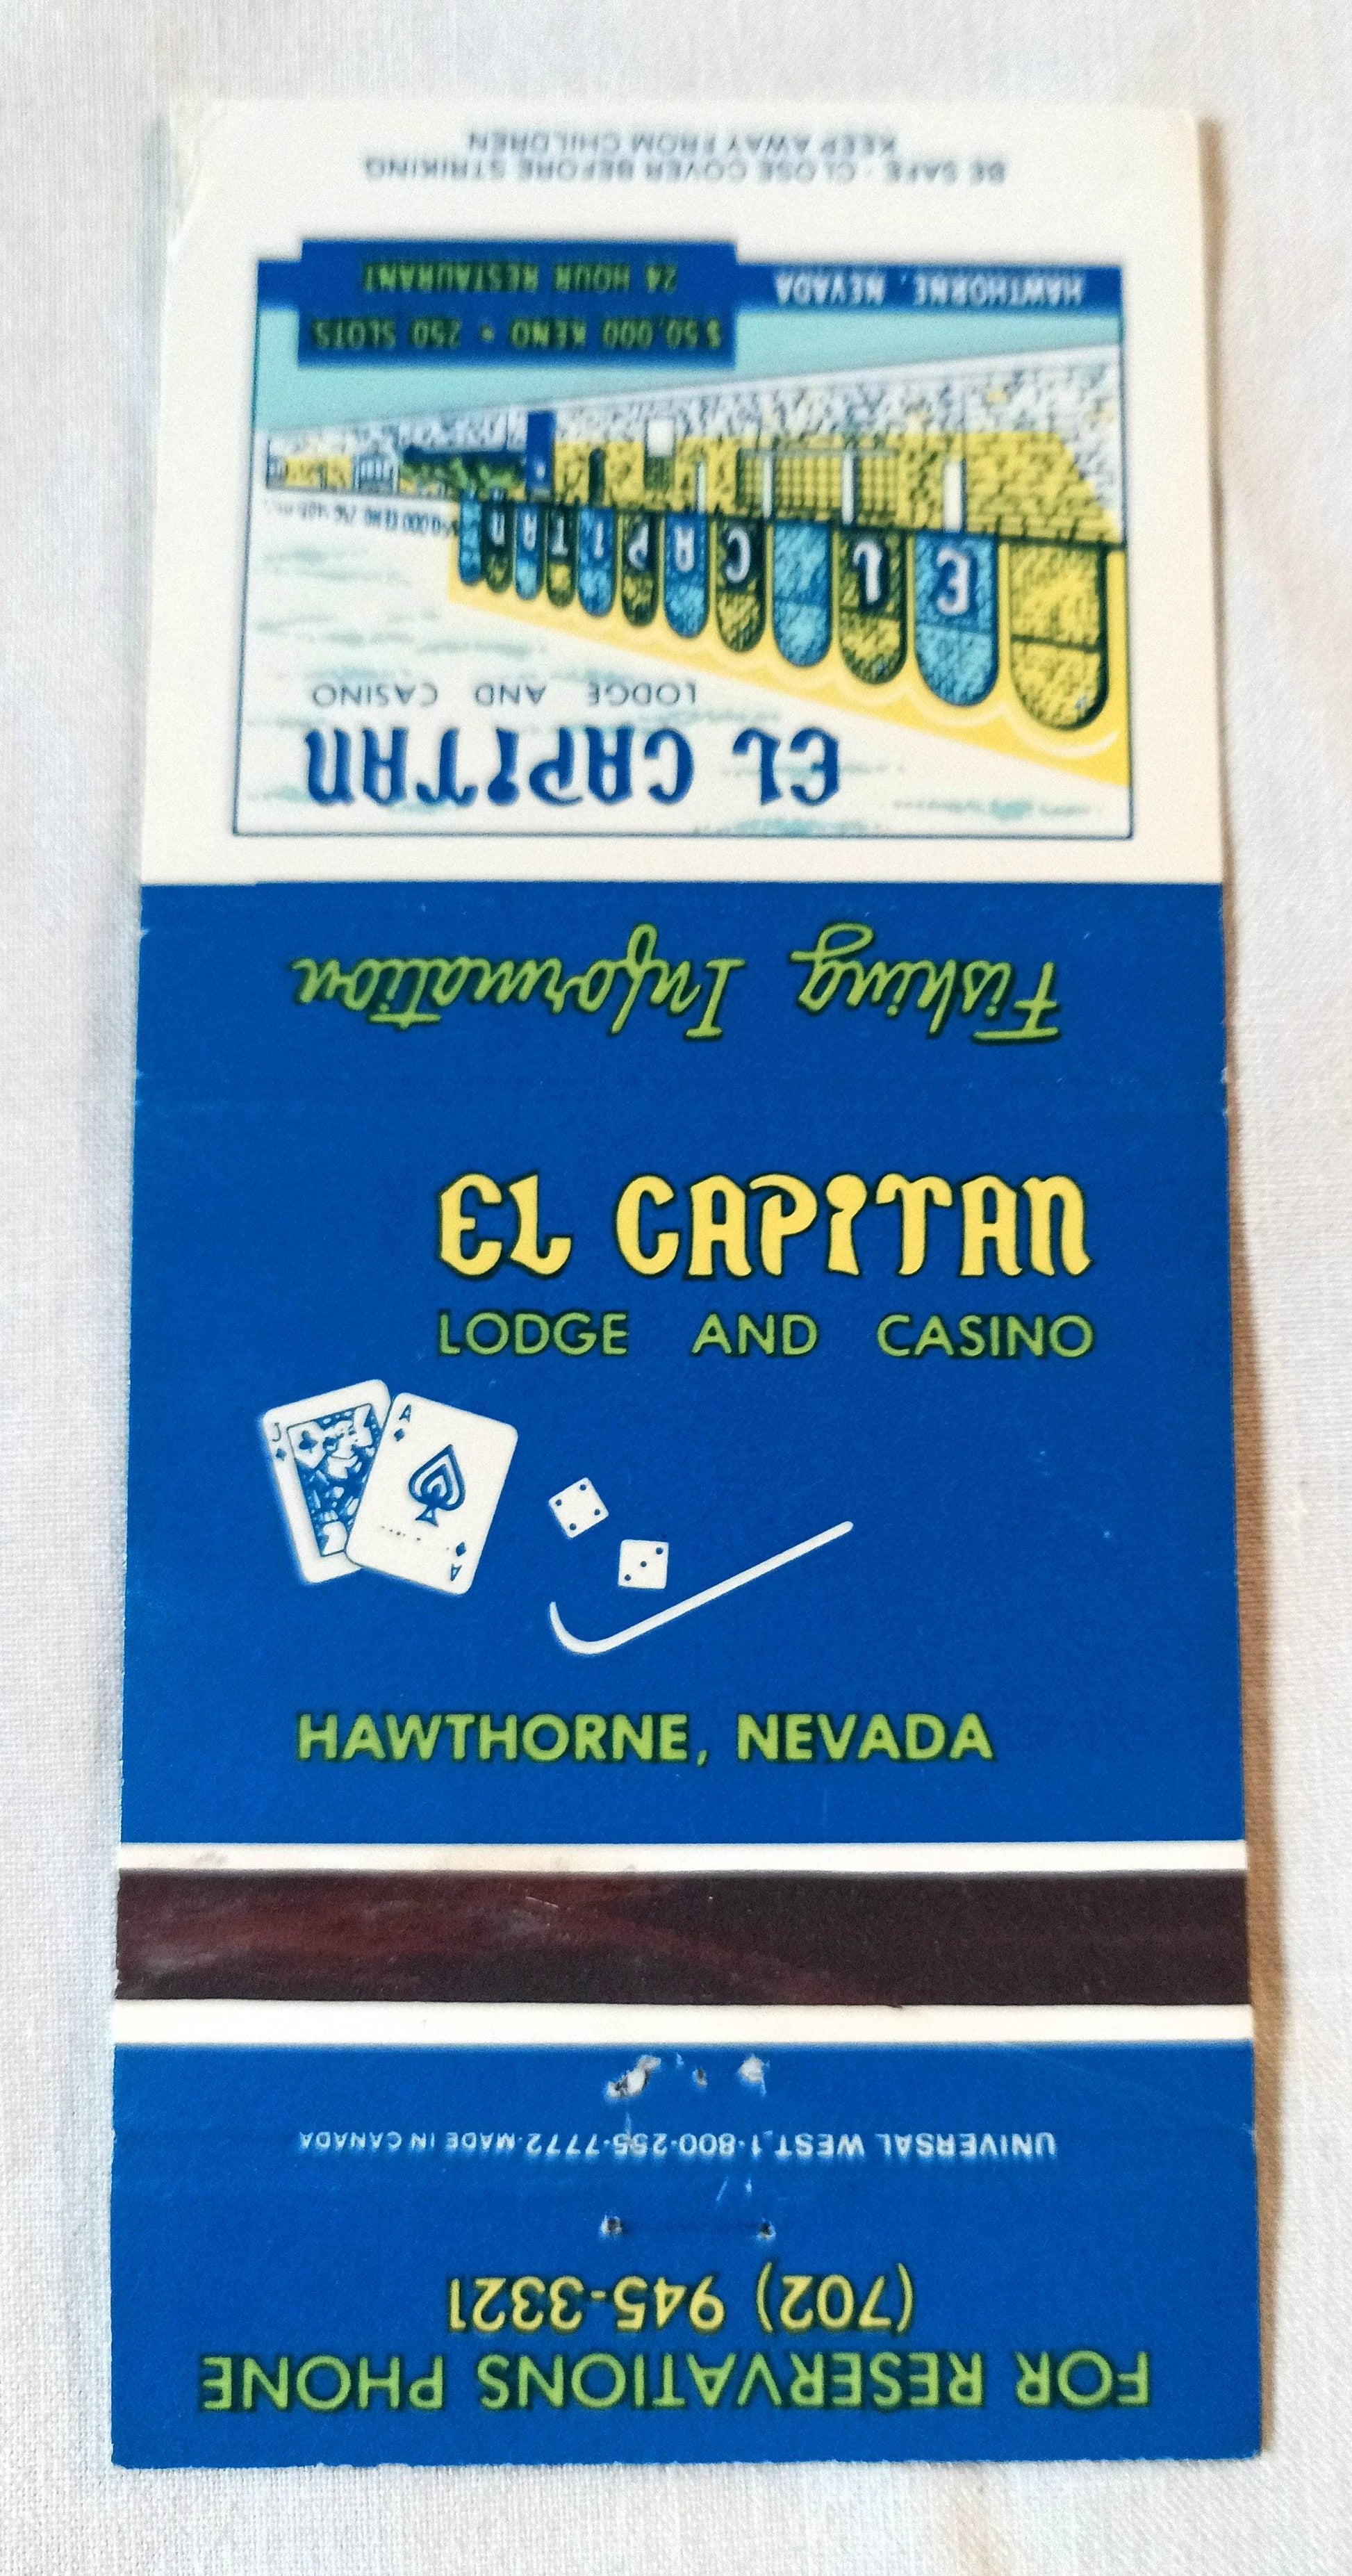 BE SAFE - CLOSE COVER BEFORE STRIKING
KEEP AWAY FROM CHILDREN
EL CAPITAN
LODGE AND CASINO
EL CAPITAN
$50,000 KENO • 250 SLOTS
24 HOUR RESTAURANT
HAWTHORNE, NEVADA
Fishing Information
EL CAPITAN
LODGE AND CASINO
J
A
A
HAWTHORNE, NEVADA
FOR RESERVATIONS PHONE
(702) 945-3321
UNIVERSAL WEST, 1-800-255-7772-MADE IN CANADA